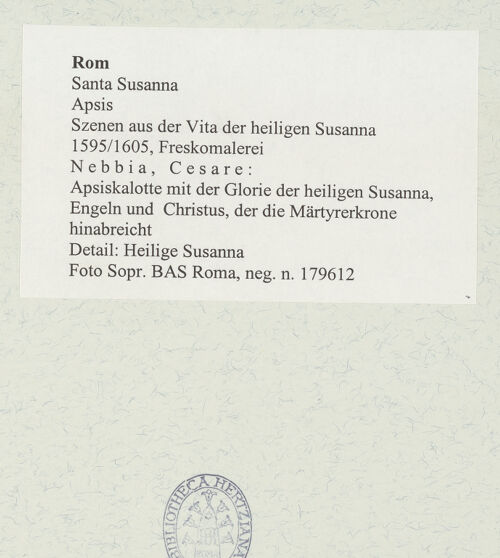 Rom
Santa Susanna
Apsis
Szenen aus der Vita der heiligen Susanna
1595/1605, Freskomalerei
Nebbia, Cesare:
Apsiskalotte mit der Glorie der heiligen Susanna,
Engeln und Christus, der die Märtyrerkrone
hinabreicht
Detail: Heilige Susanna
Foto Sopr. BAS Roma, neg. n. 179612
BIBLIOTHECA HERTZIANA